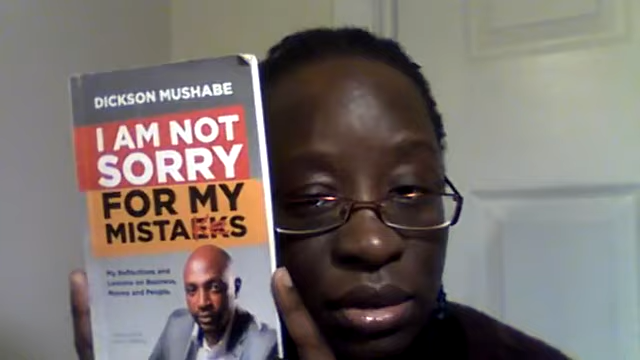 DICKSON MUSHABE
I AM NOT
SORRY
FOR MY
MISTAEKS
My Reflections and
Lessons on Business,
Money and People.